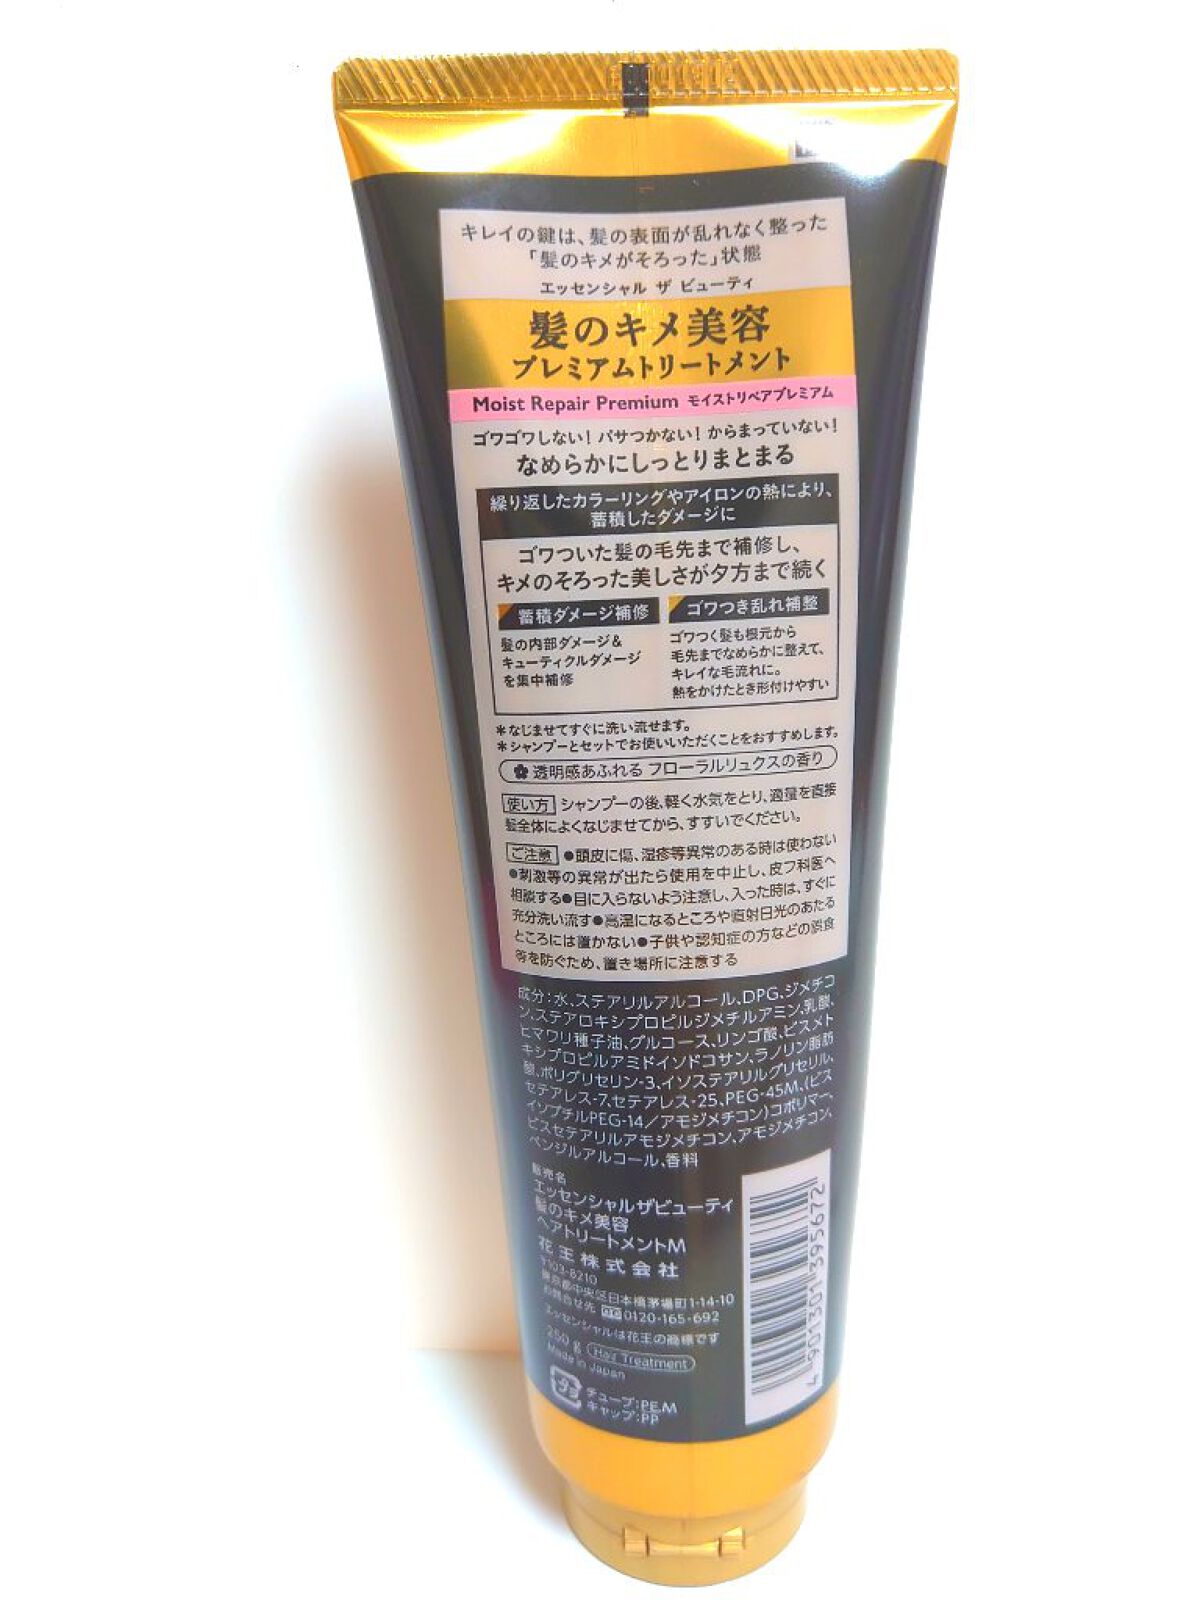 キレイの鍵は、髪の表面が乱れなく整った
「髪のキメがそろった」状態
エッセンシャル ザ ビューティ
髪のキメ美容
プレミアムトリートメント
Moist Repair Premium モイストリペアプレミアム
ゴワゴワしない！パサつかない！からまっていない！
なめらかにしっとりまとまる
繰り返したカラーリングやアイロンの熱により、
蓄積したダメージに
ゴワついた髪の毛先まで補修し、
キメのそろった美しさが夕方まで続く
蓄積ダメージ補修
髪の内部ダメージ＆
キューティクルダメージ
を集中補修
ゴワつき乱れ補整
ゴワつく髪も根元から
毛先までなめらかに整えて、
キレイな毛流れに。
熱をかけたとき形付けやすい
＊なじませてすぐに洗い流せます。
＊シャンプーとセットでお使いいただくことをおすすめします。
透明感あふれる フローラルリュクスの香り
使い方 シャンプーの後、軽く水気をとり、適量を直接
髪全体によくなじませてから、すすいでください。
ご注意 ●頭皮に傷、湿疹等異常のある時は使わない
●刺激等の異常が出たら使用を中止し、皮フ科医へ
相談する●目に入らないよう注意し、入った時は、すぐに
充分洗い流す●高温になるところや直射日光のあたる
ところには置かない●子供や認知症の方などの誤食
等を防ぐため、置き場所に注意する
成分：水、ステアリルアルコール、DPG、ジメチコ
ン、ステアロキシプロピルジメチルアミン、乳酸、
ヒマワリ種子油、グルコース、リンゴ酸、ビスメト
キシプロピルアミドイソドコサン、ラノリン脂肪
酸、ポリグリセリン-3、イソステアリルグリセリル、
セテアレス-7、セテアレス-25、PEG-45M、（ビス
イソブチルPEG-14／アモジメチコン）コポリマー、
ビスセテアリルアモジメチコン、アモジメチコン、
ベンジルアルコール、香料
販売名
エッセンシャルザビューティ
髪のキメ美容
ヘアトリートメントM
花王株式会社
〒103-8210
東京都中央区日本橋茅場町1-14-10
お問合せ先 0120-165-692
エッセンシャルは花王の商標です
250 g Hair Treatment
Made in Japan
プラ
チューブ：PE,M
キャップ：PP
4 901301 395672